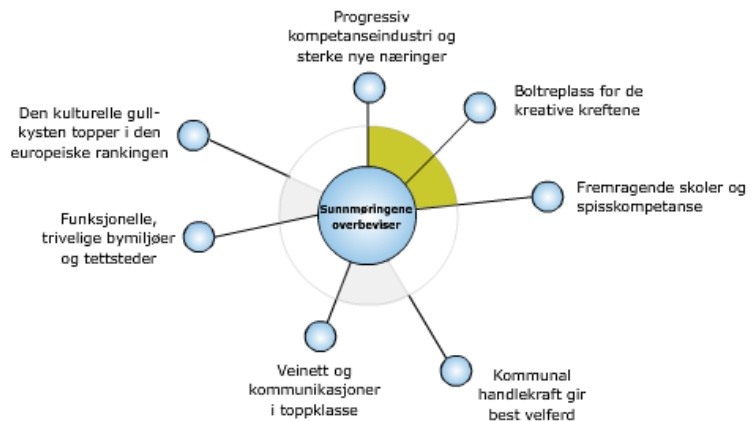 Progressiv
kompetanseindustri og
sterke nye næringer
Boltreplass for de
kreative kreftene
Den kulturelle gull-
kysten topper i den
europeiske rankingen
Fremragende skoler og
spisskompetanse
Sunnmøringene
overbeviser
Funksjonelle,
trivelige bymiljøer
og tettsteder
Veinett og
kommunikasjoner
i toppklasse
Kommunal
handlekraft gir
best velferd